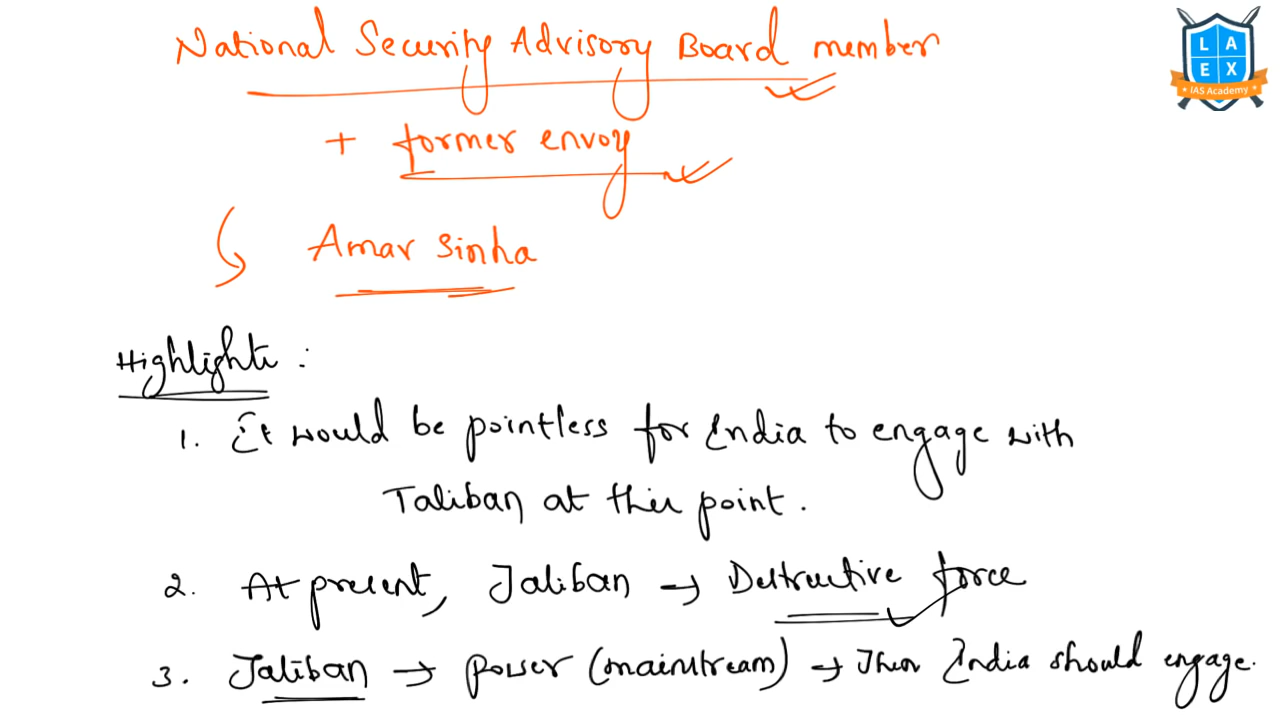 National Security Advisory Board member
L A
E X
IAS Academy
+ former envoy
Amar Sinha
Highlights :
1. It would be pointless for India to engage with
Taliban at this point.
2. At present, Taliban → Destructive force
3. Taliban → power (mainstream) → Then India should engage.